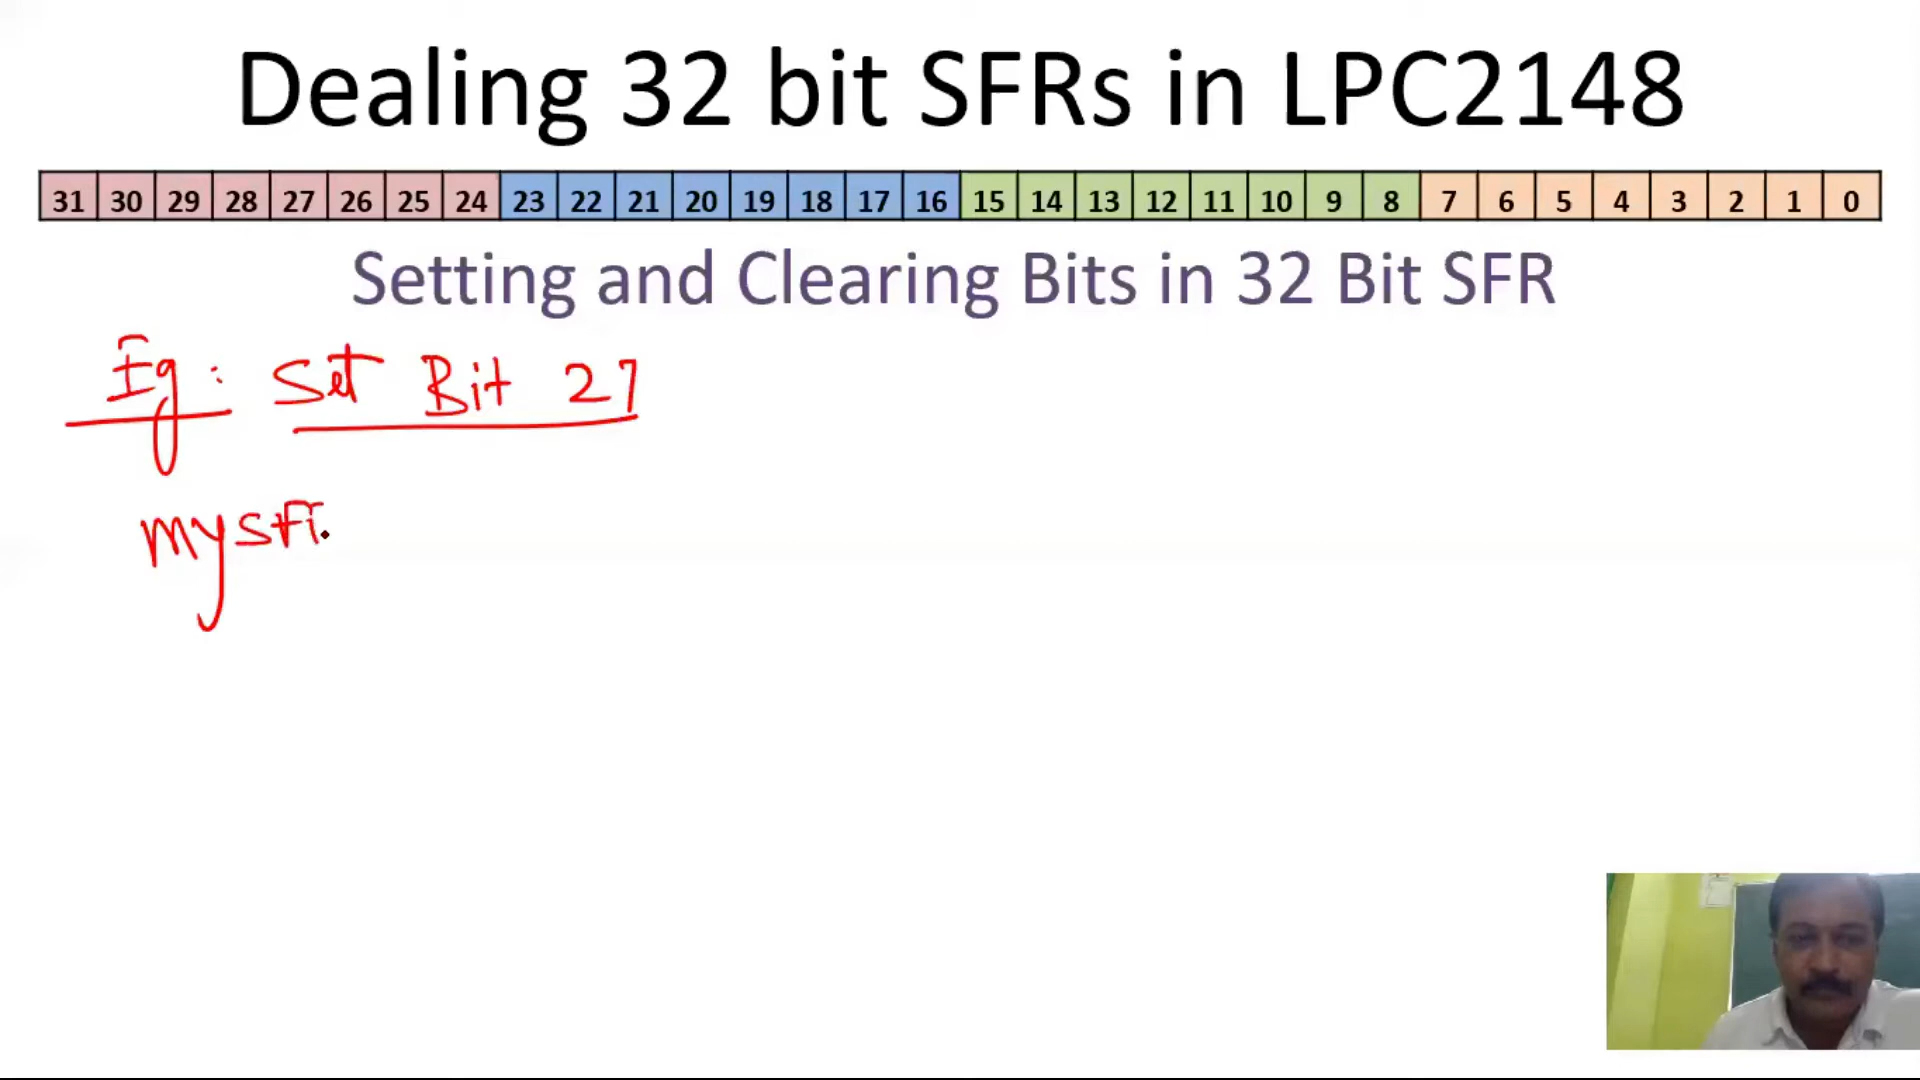 Dealing 32 bit SFRs in LPC2148
31 30 29 28 27 26 25 24 23 22 21 20 19 18 17 16 15 14 13 12 11 10 9 8 7 6 5 4 3 2 1 0
Setting and Clearing Bits in 32 Bit SFR
Eg: Set Bit 27